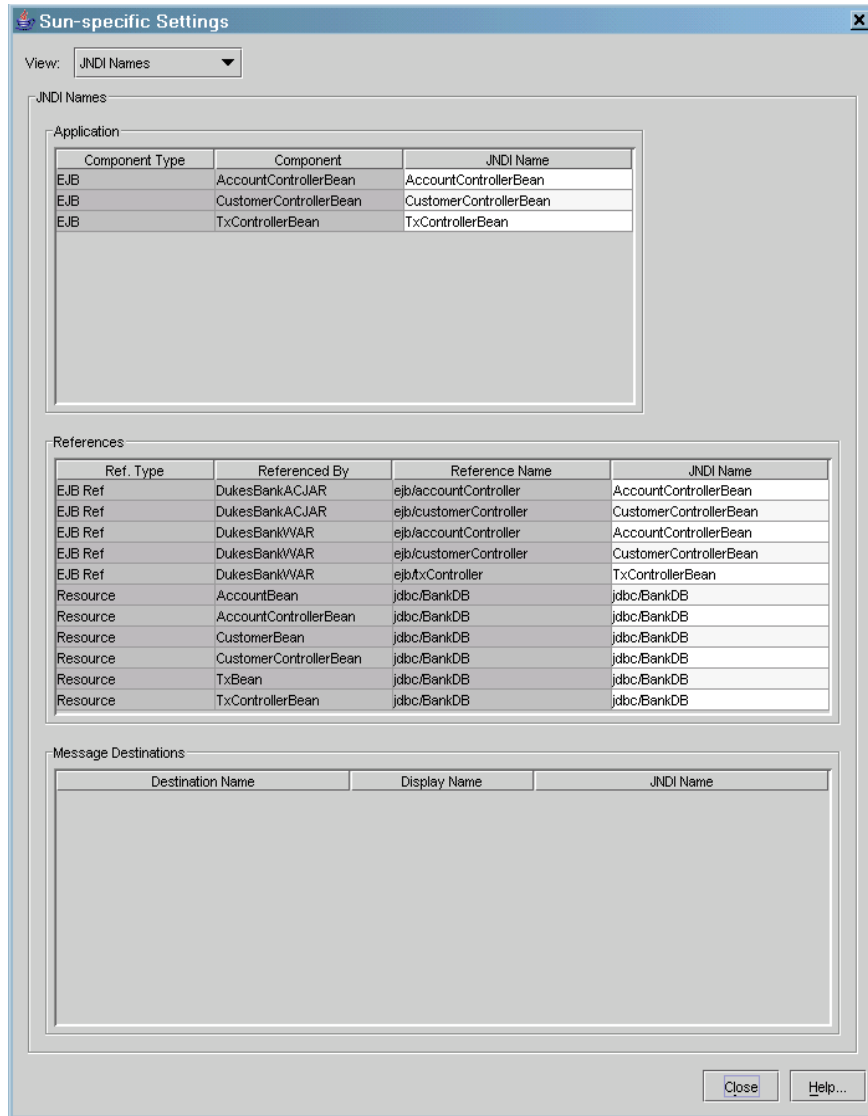 Sun-specific Settings
View: JNDI Names
JNDI Names
Application
Component Type Component JNDI Name
EJB AccountControllerBean AccountControllerBean
EJB CustomerControllerBean CustomerControllerBean
EJB TxControllerBean TxControllerBean
References
Ref. Type Referenced By Reference Name JNDI Name
EJB Ref DukesBankACJAR ejb/accountController AccountControllerBean
EJB Ref DukesBankACJAR ejb/customerController CustomerControllerBean
EJB Ref DukesBankWAR ejb/accountController AccountControllerBean
EJB Ref DukesBankWAR ejb/customerController CustomerControllerBean
EJB Ref DukesBankWAR ejb/txController TxControllerBean
Resource AccountBean jdbc/BankDB jdbc/BankDB
Resource AccountControllerBean jdbc/BankDB jdbc/BankDB
Resource CustomerBean jdbc/BankDB jdbc/BankDB
Resource CustomerControllerBean jdbc/BankDB jdbc/BankDB
Resource TxBean jdbc/BankDB jdbc/BankDB
Resource TxControllerBean jdbc/BankDB jdbc/BankDB
Message Destinations
Destination Name Display Name JNDI Name
Close Help...